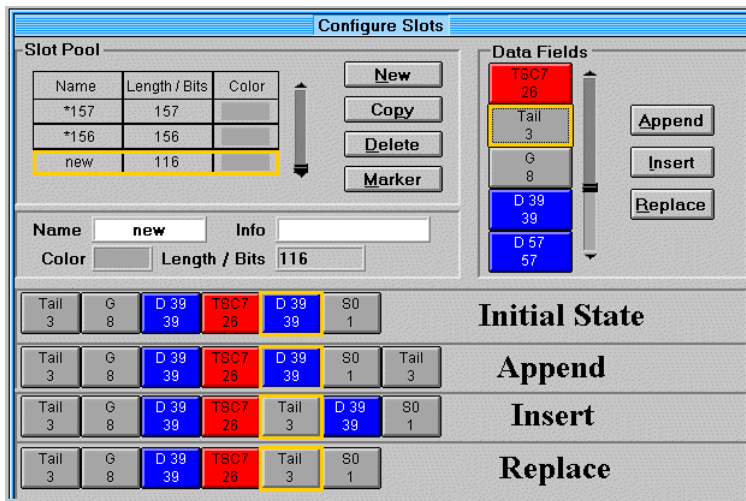 Configure Slots
Slot Pool
Name Length / Bits Color
*157 157
*156 156
new 116
New
Copy
Delete
Marker
Data Fields
TSC7
26
Tail
3
G
8
D 39
39
D 57
57
Append
Insert
Replace
Name new Info
Color Length / Bits 116
Tail G D 39 TSC7 D 39 S0
3 8 39 26 39 1
Initial State
Tail G D 39 TSC7 D 39 S0 Tail
3 8 39 26 39 1 3
Append
Tail G D 39 TSC7 Tail D 39 S0
3 8 39 26 3 39 1
Insert
Tail G D 39 TSC7 Tail S0
3 8 39 26 3 1
Replace